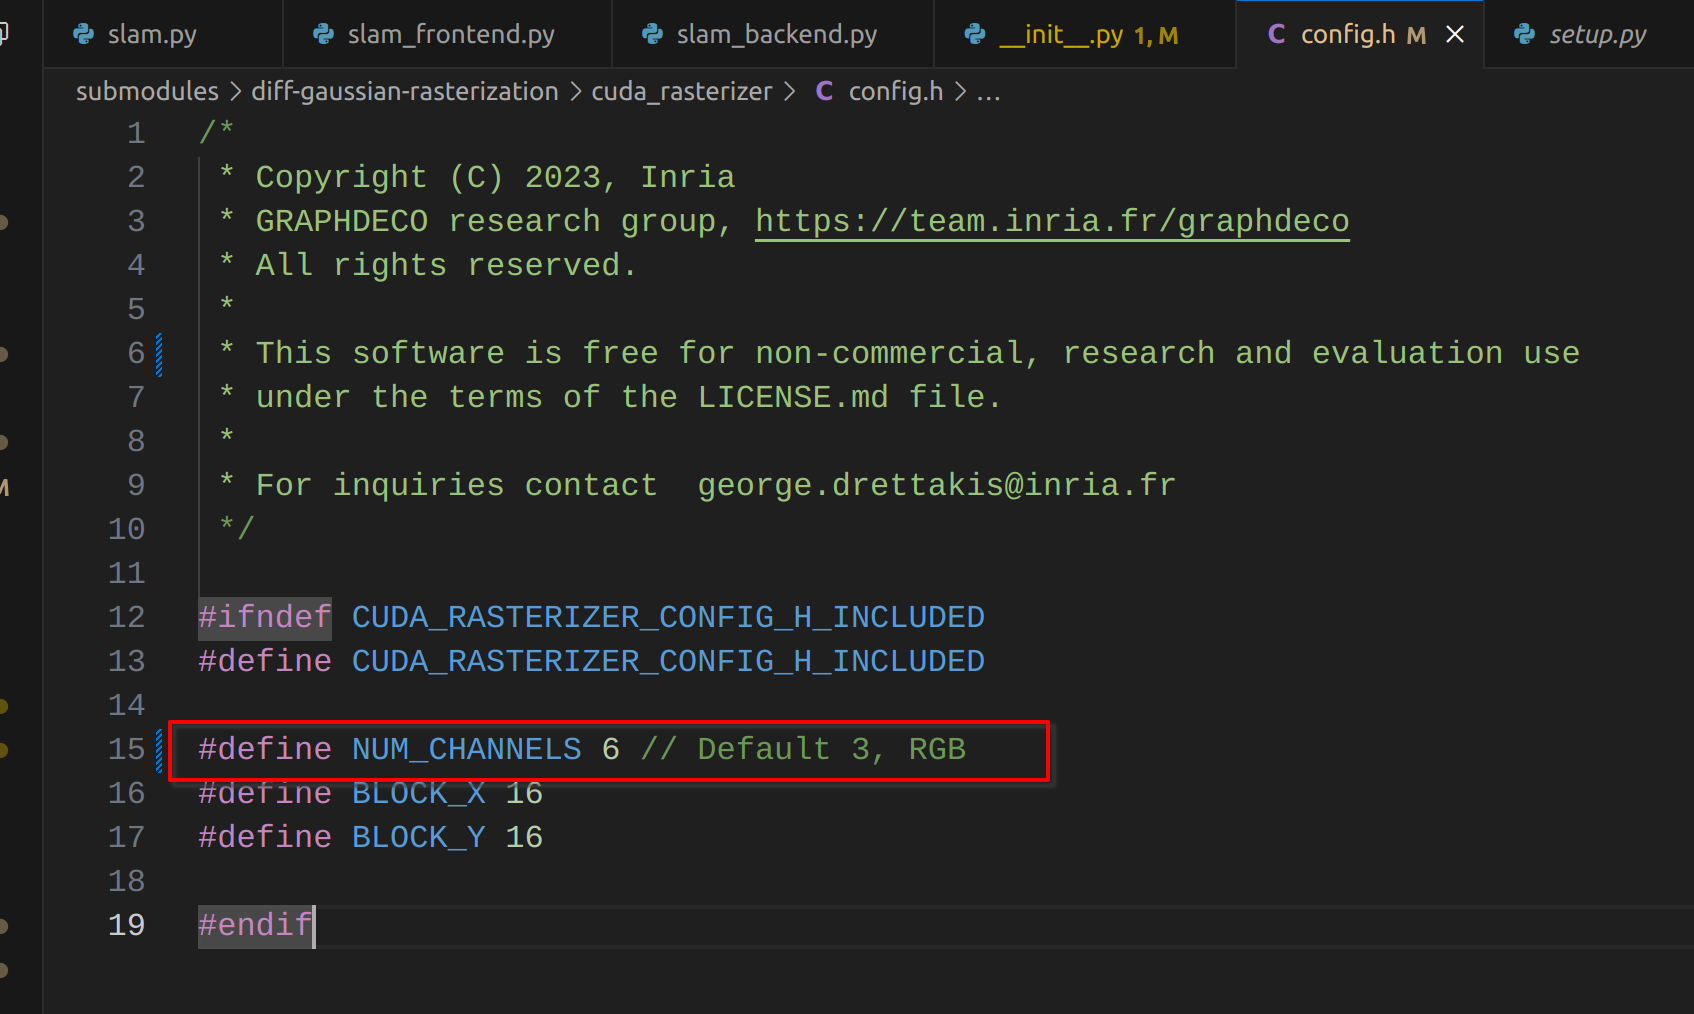 slam.py slam_frontend.py slam_backend.py __init__.py 1, M C config.h M setup.py
submodules > diff-gaussian-rasterization > cuda_rasterizer > C config.h > ...
1 /*
2 * Copyright (C) 2023, Inria
3 * GRAPHDECO research group, https://team.inria.fr/graphdeco
4 * All rights reserved.
5 *
6 * This software is free for non-commercial, research and evaluation use
7 * under the terms of the LICENSE.md file.
8 *
M
9 * For inquiries contact  george.drettakis@inria.fr
10 */
11
12 #ifndef CUDA_RASTERIZER_CONFIG_H_INCLUDED
13 #define CUDA_RASTERIZER_CONFIG_H_INCLUDED
14
15 #define NUM_CHANNELS 6 // Default 3, RGB
16 #define BLOCK_X 16
17 #define BLOCK_Y 16
18
19 #endif